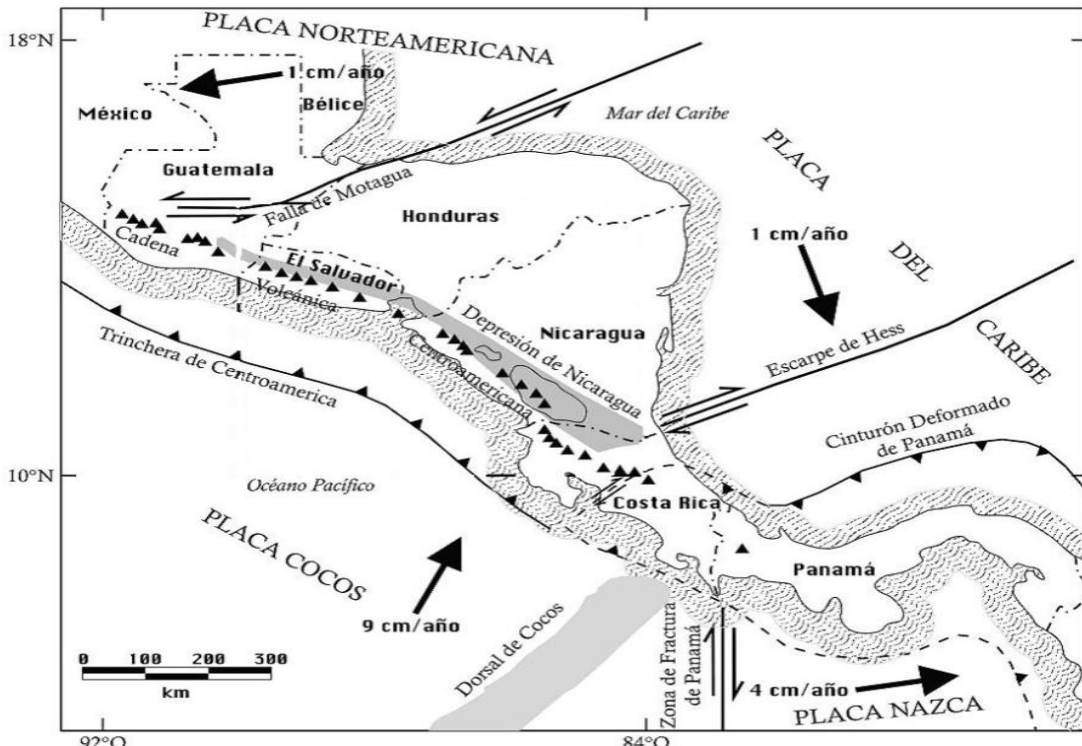 18°N
PLACA NORTEAMERICANA
1 cm/año
México
Bélice
Mar del Caribe
PLACA
DEL
CARIBE
Guatemala
Falla de Motagua
Honduras
1 cm/año
Cadena
Volcánica
Centroamericana
El Salvador
Depresión de Nicaragua
Nicaragua
Escarpe de Hess
Trinchera de Centroamerica
Cinturón Deformado
de Panamá
10°N
Océano Pacífico
Costa Rica
PLACA COCOS
Panamá
9 cm/año
Dorsal de Cocos
Zona de Fractura
de Panamá
4 cm/año
PLACA NAZCA
0 100 200 300
km
92°O
84°O